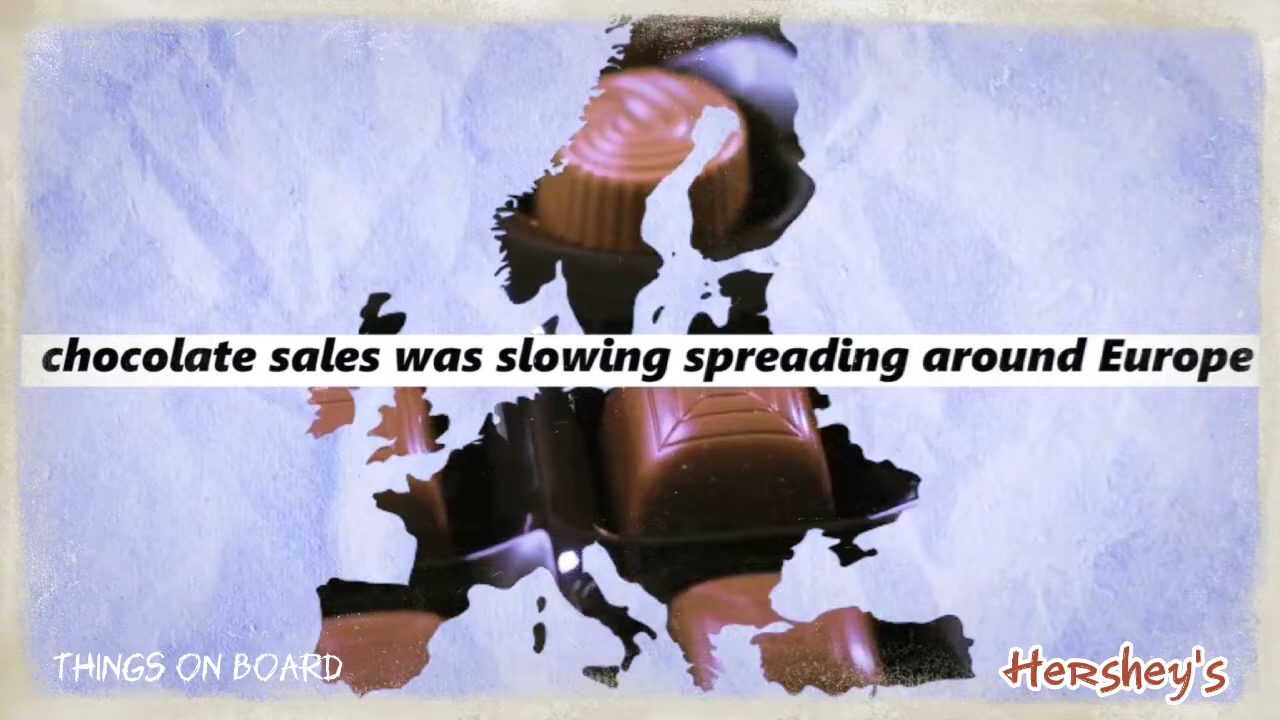 chocolate sales was slowing spreading around Europe
THINGS ON BOARD
Hershey's